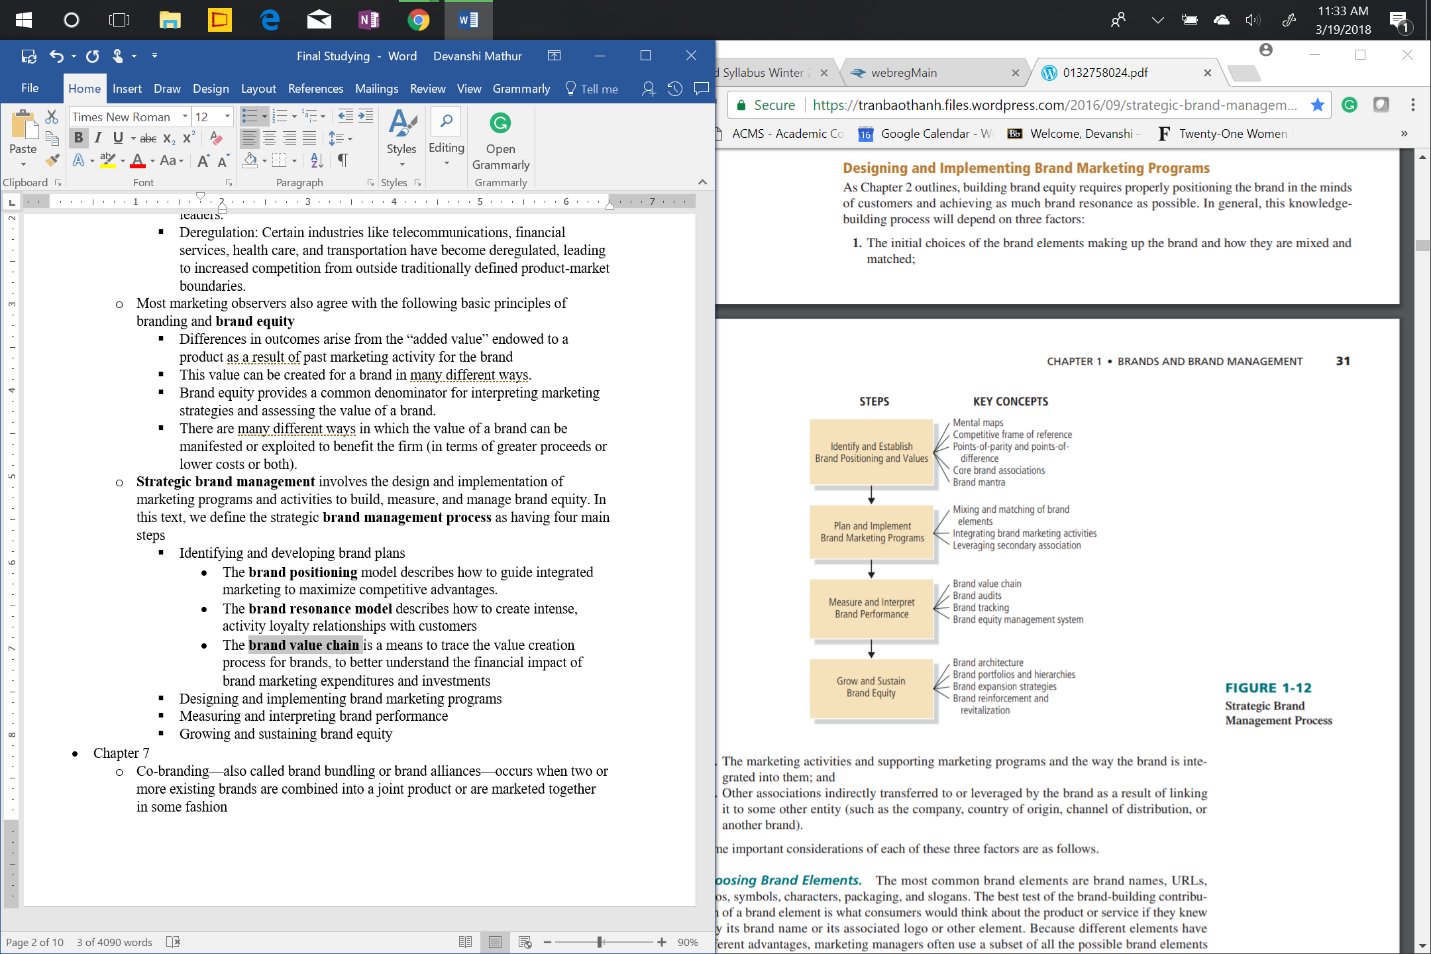 11:33 AM
3/19/2018
1
Final Studying - Word
Devanshi Mathur
File
Home
Insert
Draw
Design
Layout
References
Mailings
Review
View
Grammarly
Tell me
Paste
Times New Roman
12
B I U abc X₂ X²
A ab A Aa A A
Styles
Editing
Open
Grammarly
Clipboard
Font
Paragraph
Styles
Grammarly
1 2 3 4 5 6 7
leaders.
▪ Deregulation: Certain industries like telecommunications, financial
services, health care, and transportation have become deregulated, leading
to increased competition from outside traditionally defined product-market
boundaries.
o Most marketing observers also agree with the following basic principles of
branding and brand equity
▪ Differences in outcomes arise from the “added value” endowed to a
product as a result of past marketing activity for the brand
▪ This value can be created for a brand in many different ways.
▪ Brand equity provides a common denominator for interpreting marketing
strategies and assessing the value of a brand.
▪ There are many different ways in which the value of a brand can be
manifested or exploited to benefit the firm (in terms of greater proceeds or
lower costs or both).
o Strategic brand management involves the design and implementation of
marketing programs and activities to build, measure, and manage brand equity. In
this text, we define the strategic brand management process as having four main
steps
▪ Identifying and developing brand plans
• The brand positioning model describes how to guide integrated
marketing to maximize competitive advantages.
• The brand resonance model describes how to create intense,
activity loyalty relationships with customers
• The brand value chain is a means to trace the value creation
process for brands, to better understand the financial impact of
brand marketing expenditures and investments
▪ Designing and implementing brand marketing programs
▪ Measuring and interpreting brand performance
▪ Growing and sustaining brand equity
• Chapter 7
o Co-branding—also called brand bundling or brand alliances—occurs when two or
more existing brands are combined into a joint product or are marketed together
in some fashion
Page 2 of 10
3 of 4090 words
90%
d Syllabus Winter
webregMain
0132758024.pdf
Secure
https://tranbaothanh.files.wordpress.com/2016/09/strategic-brand-managem...
ACMS - Academic Co
16 Google Calendar - W
Bb Welcome, Devanshi -
F Twenty-One Women
»
Designing and Implementing Brand Marketing Programs
As Chapter 2 outlines, building brand equity requires properly positioning the brand in the minds
of customers and achieving as much brand resonance as possible. In general, this knowledge-
building process will depend on three factors:
1. The initial choices of the brand elements making up the brand and how they are mixed and
matched;
CHAPTER 1 • BRANDS AND BRAND MANAGEMENT 31
STEPS
KEY CONCEPTS
Identify and Establish
Brand Positioning and Values
Mental maps
Competitive frame of reference
Points-of-parity and points-of-
difference
Core brand associations
Brand mantra
Plan and Implement
Brand Marketing Programs
Mixing and matching of brand
elements
Integrating brand marketing activities
Leveraging secondary association
Measure and Interpret
Brand Performance
Brand value chain
Brand audits
Brand tracking
Brand equity management system
Grow and Sustain
Brand Equity
Brand architecture
Brand portfolios and hierarchies
Brand expansion strategies
Brand reinforcement and
revitalization
FIGURE 1-12
Strategic Brand
Management Process
The marketing activities and supporting marketing programs and the way the brand is inte-
grated into them; and
Other associations indirectly transferred to or leveraged by the brand as a result of linking
it to some other entity (such as the company, country of origin, channel of distribution, or
another brand).
ne important considerations of each of these three factors are as follows.
oosing Brand Elements. The most common brand elements are brand names, URLs,
os, symbols, characters, packaging, and slogans. The best test of the brand-building contribu-
of a brand element is what consumers would think about the product or service if they knew
y its brand name or its associated logo or other element. Because different elements have
ferent advantages, marketing managers often use a subset of all the possible brand elements